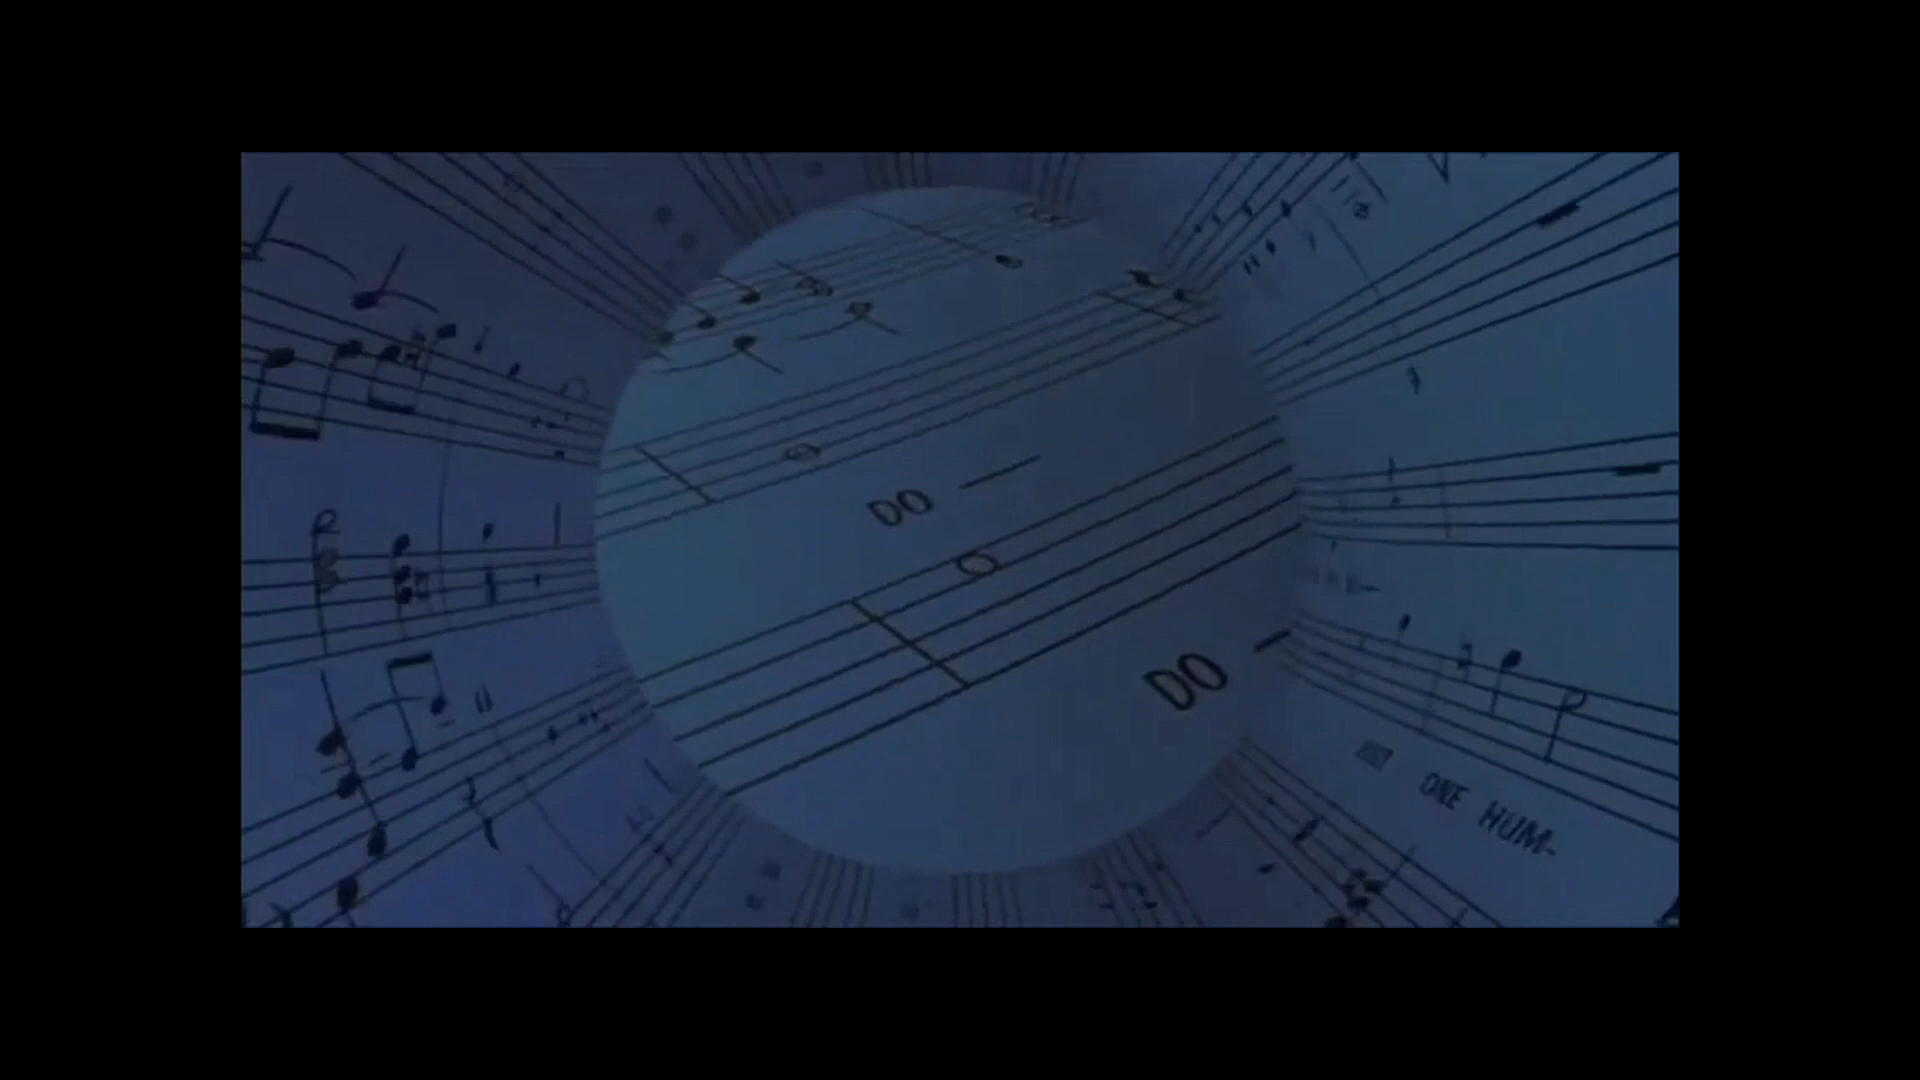 DO —
DO —
ONE HUM-